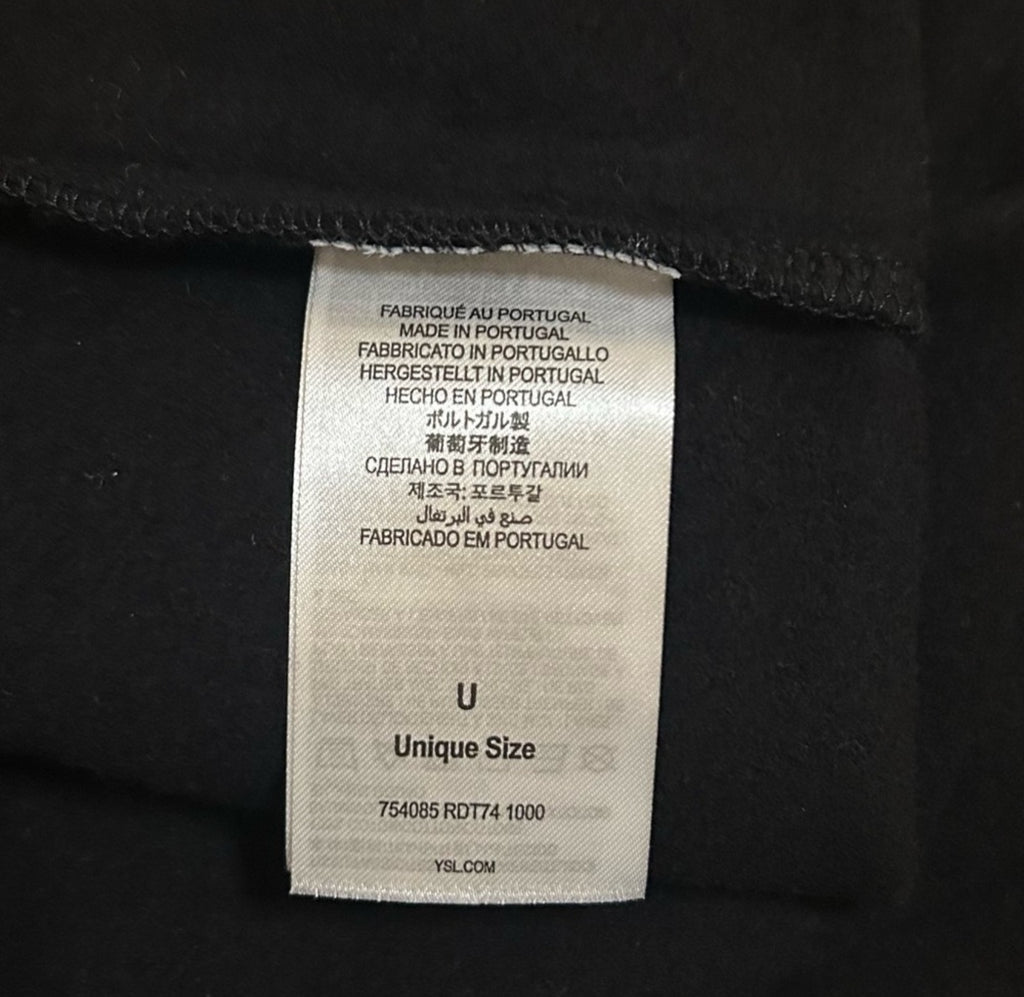 FABRIQUÉ AU PORTUGAL
MADE IN PORTUGAL
FABBRICATO IN PORTUGALLO
HERGESTELLT IN PORTUGAL
HECHO EN PORTUGAL
ポルトガル製
葡萄牙制造
СДЕЛАНО В ПОРТУГАЛИИ
제조국: 포르투갈
صنع في البرتغال
FABRICADO EM PORTUGAL
U
Unique Size
754085 RDT74 1000
YSL.COM